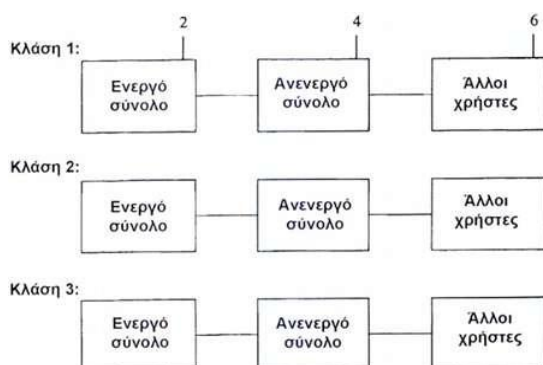 2 4 6
Κλάση 1:
Ενεργό Ανενεργό Άλλοι
σύνολο σύνολο χρήστες
Κλάση 2:
Ενεργό Ανενεργό Άλλοι
σύνολο σύνολο χρήστες
Κλάση 3:
Ενεργό Ανενεργό Άλλοι
σύνολο σύνολο χρήστες